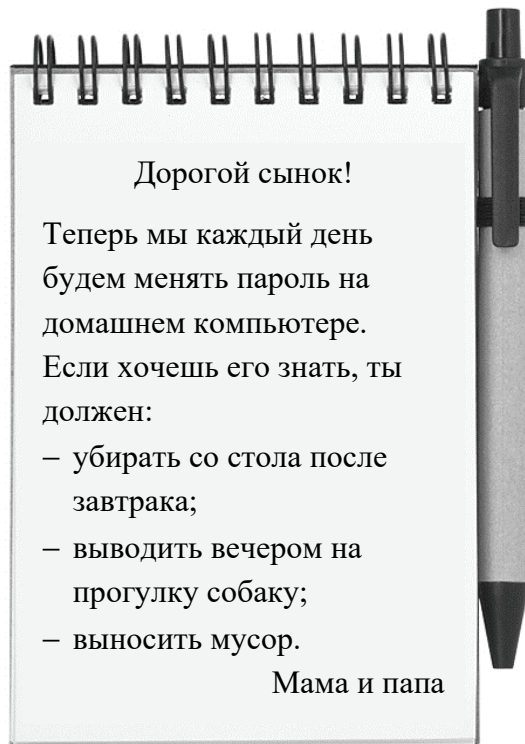 Дорогой сынок!
Теперь мы каждый день
будем менять пароль на
домашнем компьютере.
Если хочешь его знать, ты
должен:
– убирать со стола после
завтрака;
– выводить вечером на
прогулку собаку;
– выносить мусор.
Мама и папа